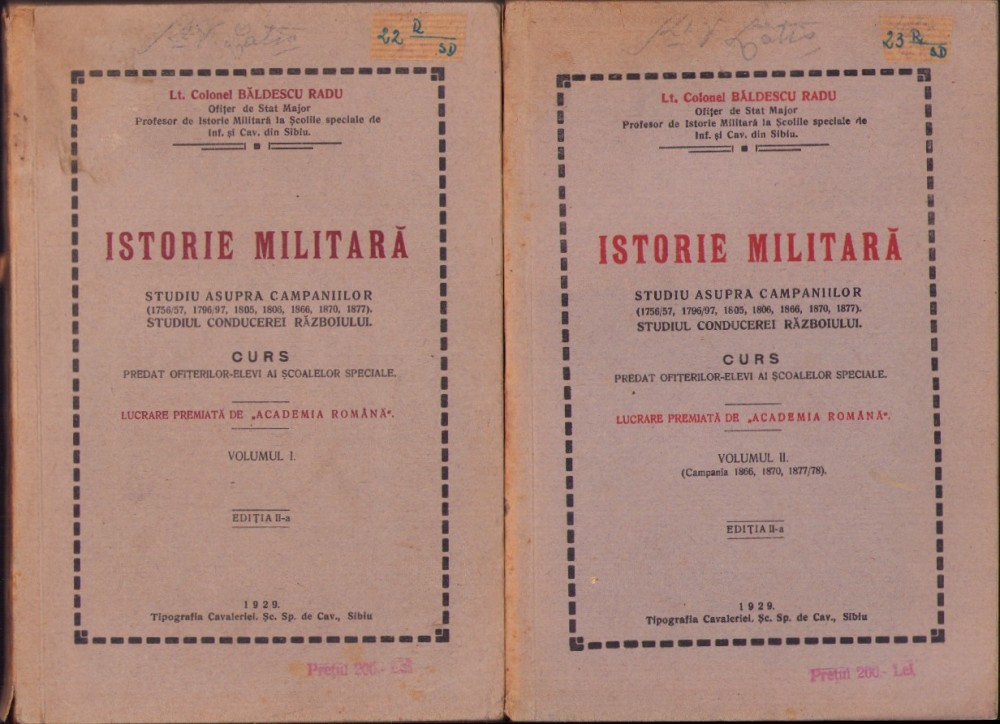 22 R
SD
Lt. Colonel BĂLDESCU RADU
Ofițer de Stat Major
Profesor de Istorie Militară la Școlile speciale de
Inf. și Cav. din Sibiu.
ISTORIE MILITARĂ
STUDIU ASUPRA CAMPANIILOR
(1756/57, 1796/97, 1805, 1806, 1866, 1870, 1877).
STUDIUL CONDUCEREI RĂZBOIULUI.
CURS
PREDAT OFIȚERILOR-ELEVI AI ȘCOALELOR SPECIALE.
LUCRARE PREMIATĂ DE „ACADEMIA ROMÂNĂ".
VOLUMUL I.
EDIȚIA II-a
1929.
Tipografia Cavaleriei. Șc. Sp. de Cav., Sibiu
Prețul 200.- Lei
23 R
SD
Lt. Colonel BĂLDESCU RADU
Ofițer de Stat Major
Profesor de Istorie Militară la Școlile speciale de
Inf. și Cav. din Sibiu.
ISTORIE MILITARĂ
STUDIU ASUPRA CAMPANIILOR
(1756/57, 1796/97, 1805, 1806, 1866, 1870, 1877).
STUDIUL CONDUCEREI RĂZBOIULUI.
CURS
PREDAT OFIȚERILOR-ELEVI AI ȘCOALELOR SPECIALE.
LUCRARE PREMIATĂ DE „ACADEMIA ROMÂNĂ".
VOLUMUL II.
(Campania 1866, 1870, 1877/78).
EDIȚIA II-a
1929.
Tipografia Cavaleriei. Șc. Sp. de Cav., Sibiu
Prețul 200.- Lei